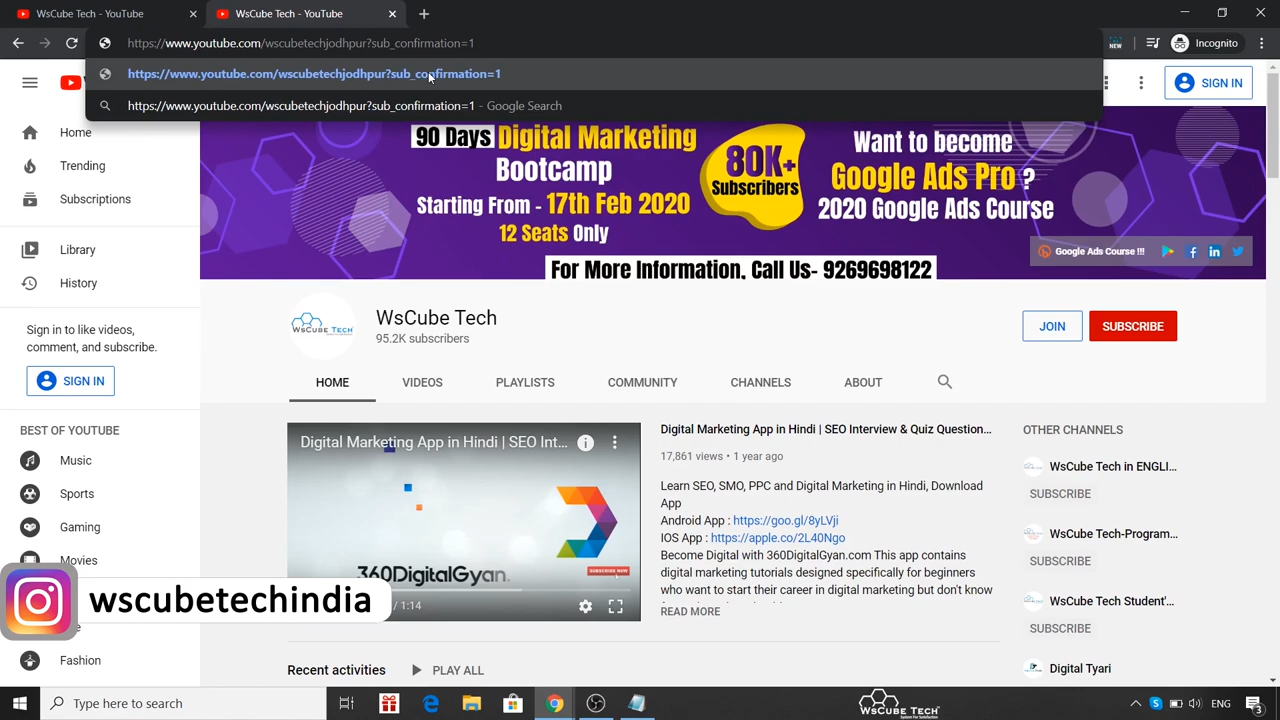 WsCube Tech - YouTube
WsCube Tech - YouTube
https://www.youtube.com/wscubetechjodhpur?sub_confirmation=1
NEW
Incognito
https://www.youtube.com/wscubetechjodhpur?sub_confirmation=1
https://www.youtube.com/wscubetechjodhpur?sub_confirmation=1 - Google Search
SIGN IN
Home
Trending
Subscriptions
Library
History
Sign in to like videos,
comment, and subscribe.
SIGN IN
BEST OF YOUTUBE
Music
Sports
Gaming
Movies
Fashion
90 Days Digital Marketing
Bootcamp
Starting From - 17th Feb 2020
12 Seats Only
80K+
Subscribers
Want to become
Google Ads Pro ?
2020 Google Ads Course
For More Information, Call Us- 9269698122
Google Ads Course !!!
WSCUBE TECH
WsCube Tech
95.2K subscribers
JOIN
SUBSCRIBE
HOME
VIDEOS
PLAYLISTS
COMMUNITY
CHANNELS
ABOUT
Digital Marketing App in Hindi | SEO Int...
360DigitalGyan.
SUBSCRIBE NOW
/ 1:14
Digital Marketing App in Hindi | SEO Interview & Quiz Question...
17,861 views • 1 year ago
Learn SEO, SMO, PPC and Digital Marketing in Hindi, Download
App
Android App : https://goo.gl/8yLVji
IOS App : https://apple.co/2L40Ngo
Become Digital with 360DigitalGyan.com This app contains
digital marketing tutorials designed specifically for beginners
who want to start their career in digital marketing but don't know
READ MORE
OTHER CHANNELS
WsCube Tech in ENGLI...
SUBSCRIBE
WsCube Tech-Program...
SUBSCRIBE
WsCube Tech Student'...
SUBSCRIBE
Digital Tyari
Recent activities
PLAY ALL
wscubetechindia
Type here to search
WSCUBE TECH
System For Satisfaction
ENG
3